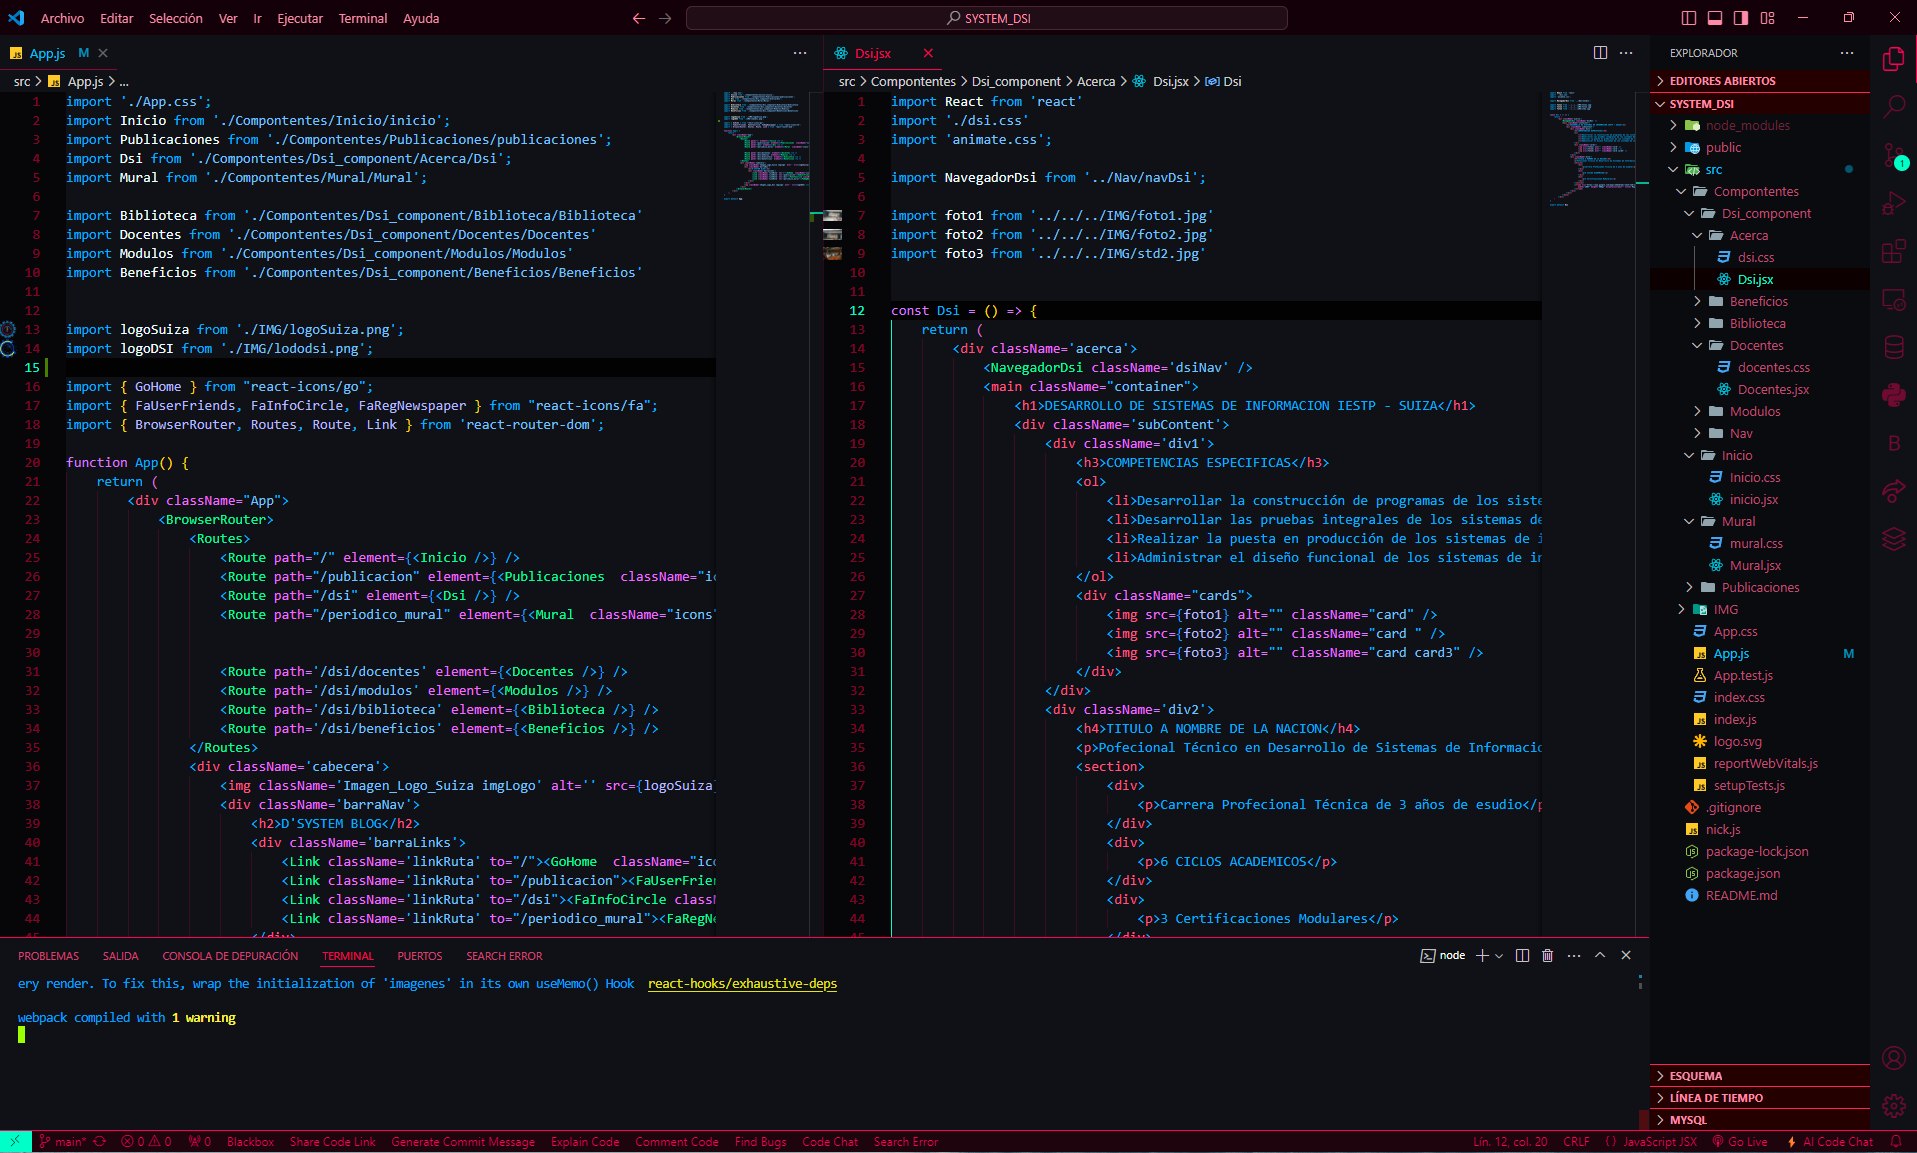 Archivo Editar Selección Ver Ir Ejecutar Terminal Ayuda
SYSTEM_DSI
App.js M
src > App.js > ...
1 import './App.css';
2 import Inicio from './Compontentes/Inicio/inicio';
3 import Publicaciones from './Compontentes/Publicaciones/publicaciones';
4 import Dsi from './Compontentes/Dsi_component/Acerca/Dsi';
5 import Mural from './Compontentes/Mural/Mural';
6
7 import Biblioteca from './Compontentes/Dsi_component/Biblioteca/Biblioteca'
8 import Docentes from './Compontentes/Dsi_component/Docentes/Docentes'
9 import Modulos from './Compontentes/Dsi_component/Modulos/Modulos'
10 import Beneficios from './Compontentes/Dsi_component/Beneficios/Beneficios'
11
12
13 import logoSuiza from './IMG/logoSuiza.png';
14 import logoDSI from './IMG/lododsi.png';
15
16 import { GoHome } from "react-icons/go";
17 import { FaUserFriends, FaInfoCircle, FaRegNewspaper } from "react-icons/fa";
18 import { BrowserRouter, Routes, Route, Link } from 'react-router-dom';
19
20 function App() {
21 return (
22 <div className="App">
23 <BrowserRouter>
24 <Routes>
25 <Route path="/" element={<Inicio />} />
26 <Route path="/publicacion" element={<Publicaciones className="ic
27 <Route path="/dsi" element={<Dsi />} />
28 <Route path="/periodico_mural" element={<Mural className="icons"
29
30
31 <Route path='/dsi/docentes' element={<Docentes />} />
32 <Route path='/dsi/modulos' element={<Modulos />} />
33 <Route path='/dsi/biblioteca' element={<Biblioteca />} />
34 <Route path='/dsi/beneficios' element={<Beneficios />} />
35 </Routes>
36 <div className='cabecera'>
37 <img className='Imagen_Logo_Suiza imgLogo' alt='' src={logoSuiza}
38 <div className='barraNav'>
39 <h2>D'SYSTEM BLOG</h2>
40 <div className='barraLinks'>
41 <Link className='linkRuta' to="/"><GoHome className="ico
42 <Link className='linkRuta' to="/publicacion"><FaUserFrien
43 <Link className='linkRuta' to="/dsi"><FaInfoCircle classN
44 <Link className='linkRuta' to="/periodico_mural"><FaRegNe
45 </div>
Dsi.jsx
src > Compontentes > Dsi_component > Acerca > Dsi.jsx > Dsi
1 import React from 'react'
2 import './dsi.css'
3 import 'animate.css';
4
5 import NavegadorDsi from '../Nav/navDsi';
6
7 import foto1 from '../../../IMG/foto1.jpg'
8 import foto2 from '../../../IMG/foto2.jpg'
9 import foto3 from '../../../IMG/std2.jpg'
10
11
12 const Dsi = () => {
13 return (
14 <div className='acerca'>
15 <NavegadorDsi className='dsiNav' />
16 <main className="container">
17 <h1>DESARROLLO DE SISTEMAS DE INFORMACION IESTP - SUIZA</h1>
18 <div className='subContent'>
19 <div className='div1'>
20 <h3>COMPETENCIAS ESPECIFICAS</h3>
21 <ol>
22 <li>Desarrollar la construcción de programas de los siste
23 <li>Desarrollar las pruebas integrales de los sistemas de
24 <li>Realizar la puesta en producción de los sistemas de i
25 <li>Administrar el diseño funcional de los sistemas de in
26 </ol>
27 <div className="cards">
28 <img src={foto1} alt="" className="card" />
29 <img src={foto2} alt="" className="card " />
30 <img src={foto3} alt="" className="card card3" />
31 </div>
32 </div>
33 <div className='div2'>
34 <h4>TITULO A NOMBRE DE LA NACION</h4>
35 <p>Pofecional Técnico en Desarrollo de Sistemas de Informacio
36 <section>
37 <div>
38 <p>Carrera Profecional Técnica de 3 años de esudio</p
39 </div>
40 <div>
41 <p>6 CICLOS ACADEMICOS</p>
42 </div>
43 <div>
44 <p>3 Certificaciones Modulares</p>
45 </div>
EXPLORADOR
EDITORES ABIERTOS
SYSTEM_DSI
node_modules
public
src
Compontentes
Dsi_component
Acerca
dsi.css
Dsi.jsx
Beneficios
Biblioteca
Docentes
docentes.css
Docentes.jsx
Modulos
Nav
Inicio
Inicio.css
inicio.jsx
Mural
mural.css
Mural.jsx
Publicaciones
IMG
App.css
App.js M
App.test.js
index.css
index.js
logo.svg
reportWebVitals.js
setupTests.js
.gitignore
nick.js
package-lock.json
package.json
README.md
ESQUEMA
LÍNEA DE TIEMPO
MYSQL
1
B
PROBLEMAS SALIDA CONSOLA DE DEPURACIÓN TERMINAL PUERTOS SEARCH ERROR
node
ery render. To fix this, wrap the initialization of 'imagenes' in its own useMemo() Hook react-hooks/exhaustive-deps
webpack compiled with 1 warning
main* 0 0 0 Blackbox Share Code Link Generate Commit Message Explain Code Comment Code Find Bugs Code Chat Search Error
Lín. 12, col. 20 CRLF JavaScript JSX Go Live AI Code Chat